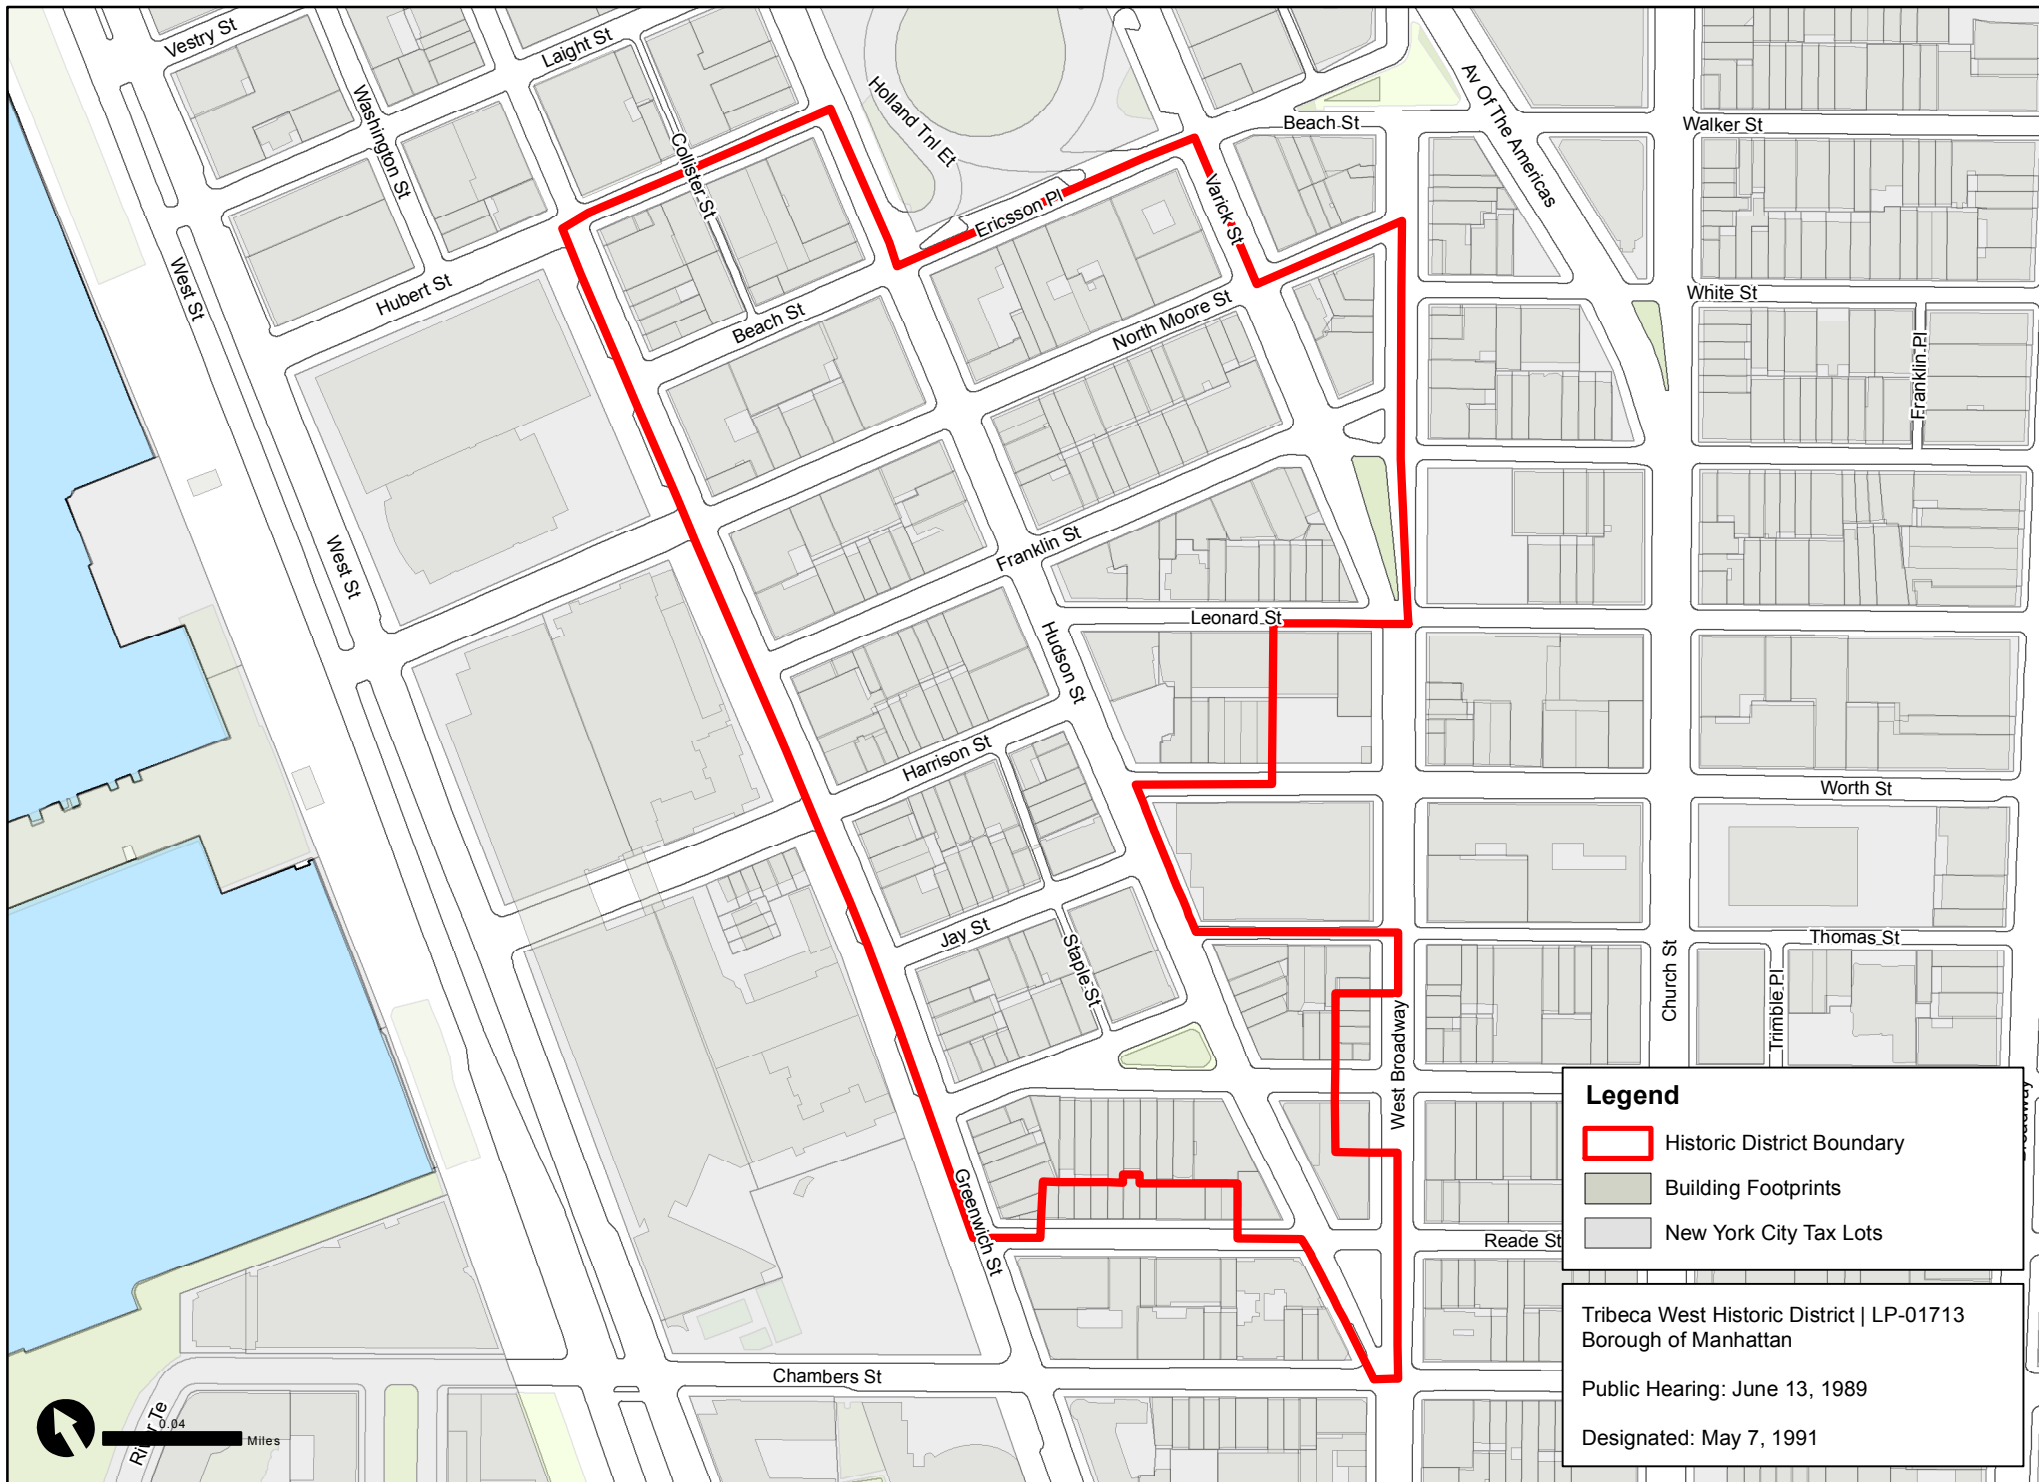 Vestry St
Laight St
Washington St
Collister St
Holland Tnl Et
Av Of The Americas
Beach St
Walker St
West St
Hubert St
Ericsson Pl
Varick St
Beach St
North Moore St
White St
Franklin Pl
West St
Franklin St
Leonard St
Hudson St
Harrison St
Worth St
Jay St
Staple St
Thomas St
Church St
Trimble Pl
West Broadway
Greenwich St
Reade St
Chambers St
Legend
Historic District Boundary
Building Footprints
New York City Tax Lots
Tribeca West Historic District | LP-01713
Borough of Manhattan
Public Hearing: June 13, 1989
Designated: May 7, 1991
0.04
Miles